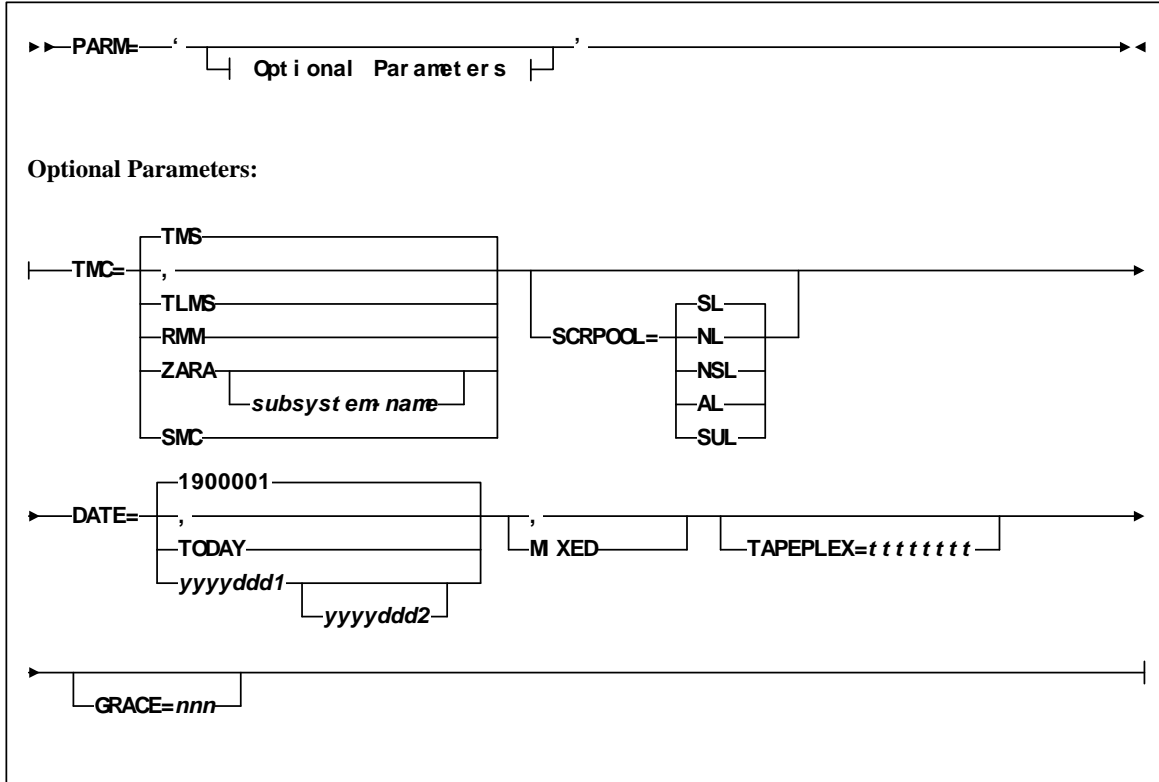 PARM= ‘ ’
Optional Parameters
Optional Parameters:
TMS
TMC= ,
TLMS
RMM
ZARA
subsystem-name
SMC
SCRPOOL=
SL
NL
NSL
AL
SUL
1900001
DATE= , ,
TODAY
MIXED
TAPEPLEX=tttttttt
yyyyddd1
yyyyddd2
GRACE=nnn